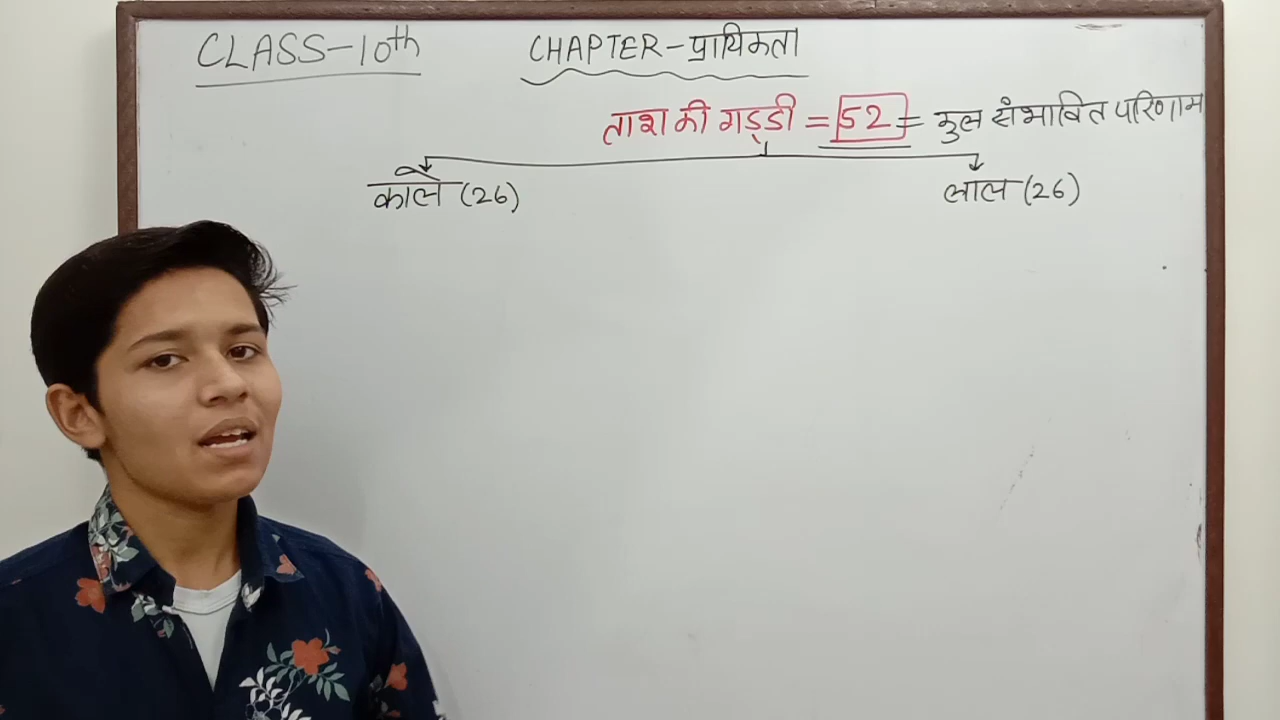 CLASS-10th CHAPTER-प्रायिकता
ताश की गड्डी = 52 = कुल संभावित परिणाम
काले (26) लाल (26)